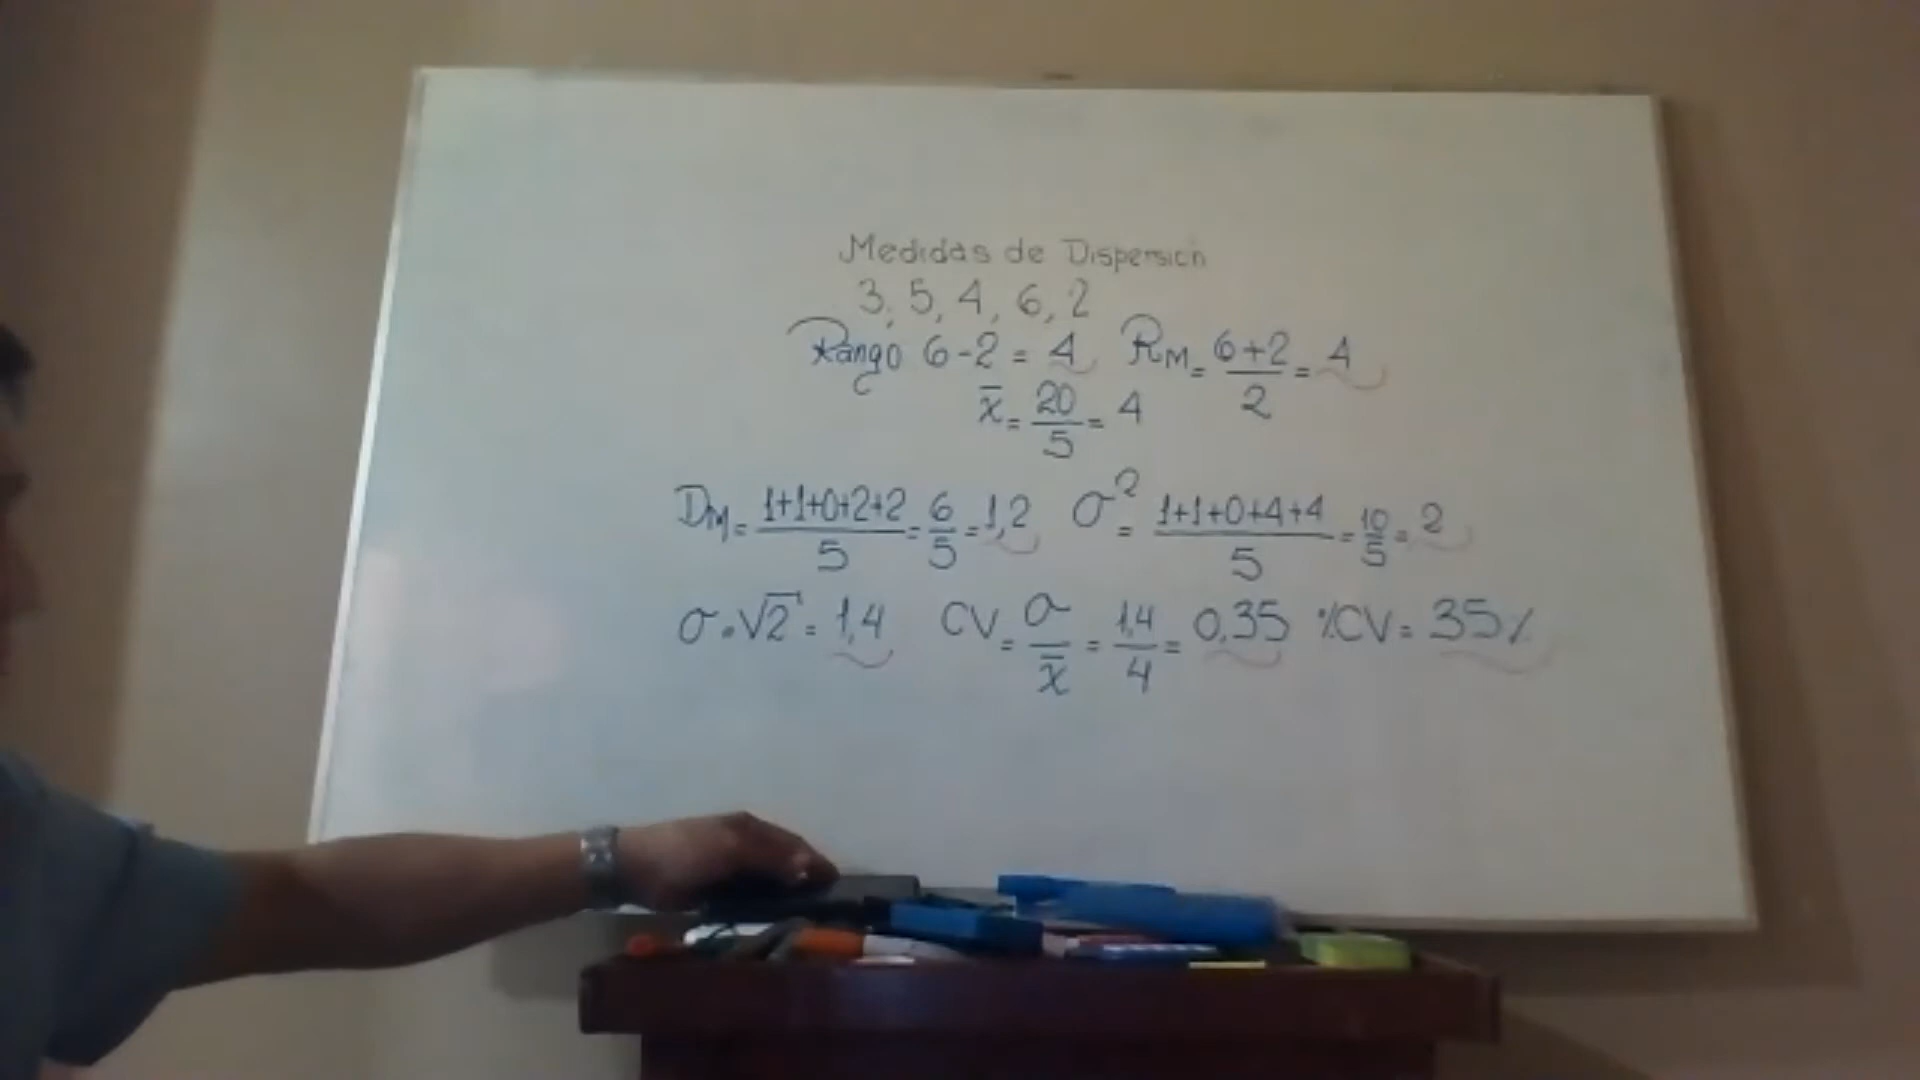 Medidas de Dispersión
3, 5, 4, 6, 2
Rango 6-2 = 4 RM = 6+2/2 = 4
x̄ = 20/5 = 4
DM = 1+1+0+2+2/5 = 6/5 = 1,2 σ² = 1+1+0+4+4/5 = 10/5 = 2
σ = √2 = 1,4 CV = σ/x̄ = 1,4/4 = 0,35 %CV = 35%